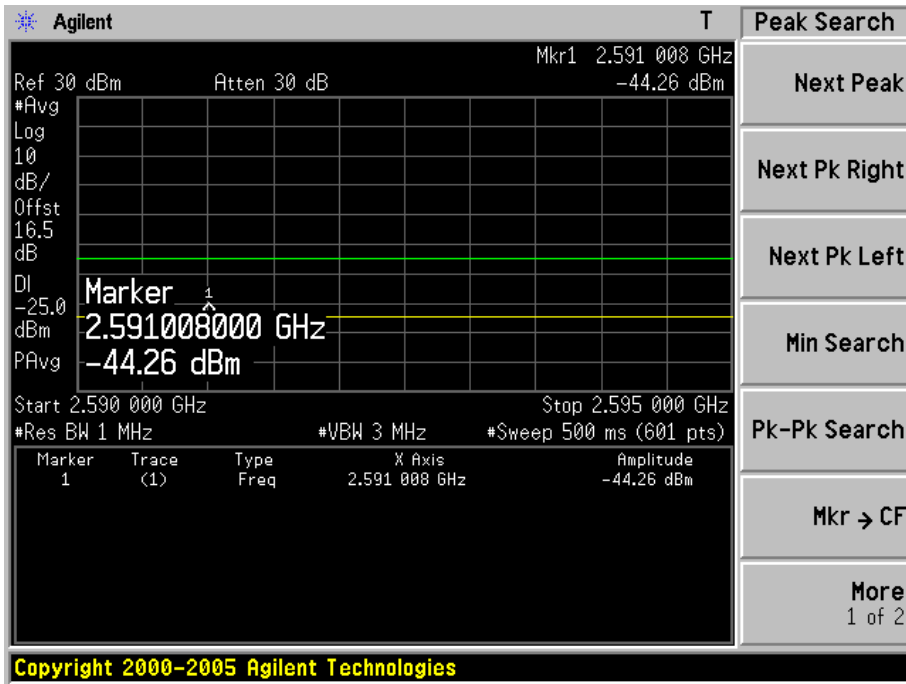 Agilent T Peak Search
Mkr1 2.591 008 GHz
Ref 30 dBm Atten 30 dB -44.26 dBm
#Avg
Log
10
dB/
Offst
16.5
dB
DI
-25.0
dBm
PAvg
1
Marker
2.591008000 GHz
-44.26 dBm
Start 2.590 000 GHz Stop 2.595 000 GHz
#Res BW 1 MHz #VBW 3 MHz #Sweep 500 ms (601 pts)
Marker Trace Type X Axis Amplitude
1 (1) Freq 2.591 008 GHz -44.26 dBm
Next Peak
Next Pk Right
Next Pk Left
Min Search
Pk-Pk Search
Mkr → CF
More
1 of 2
Copyright 2000-2005 Agilent Technologies